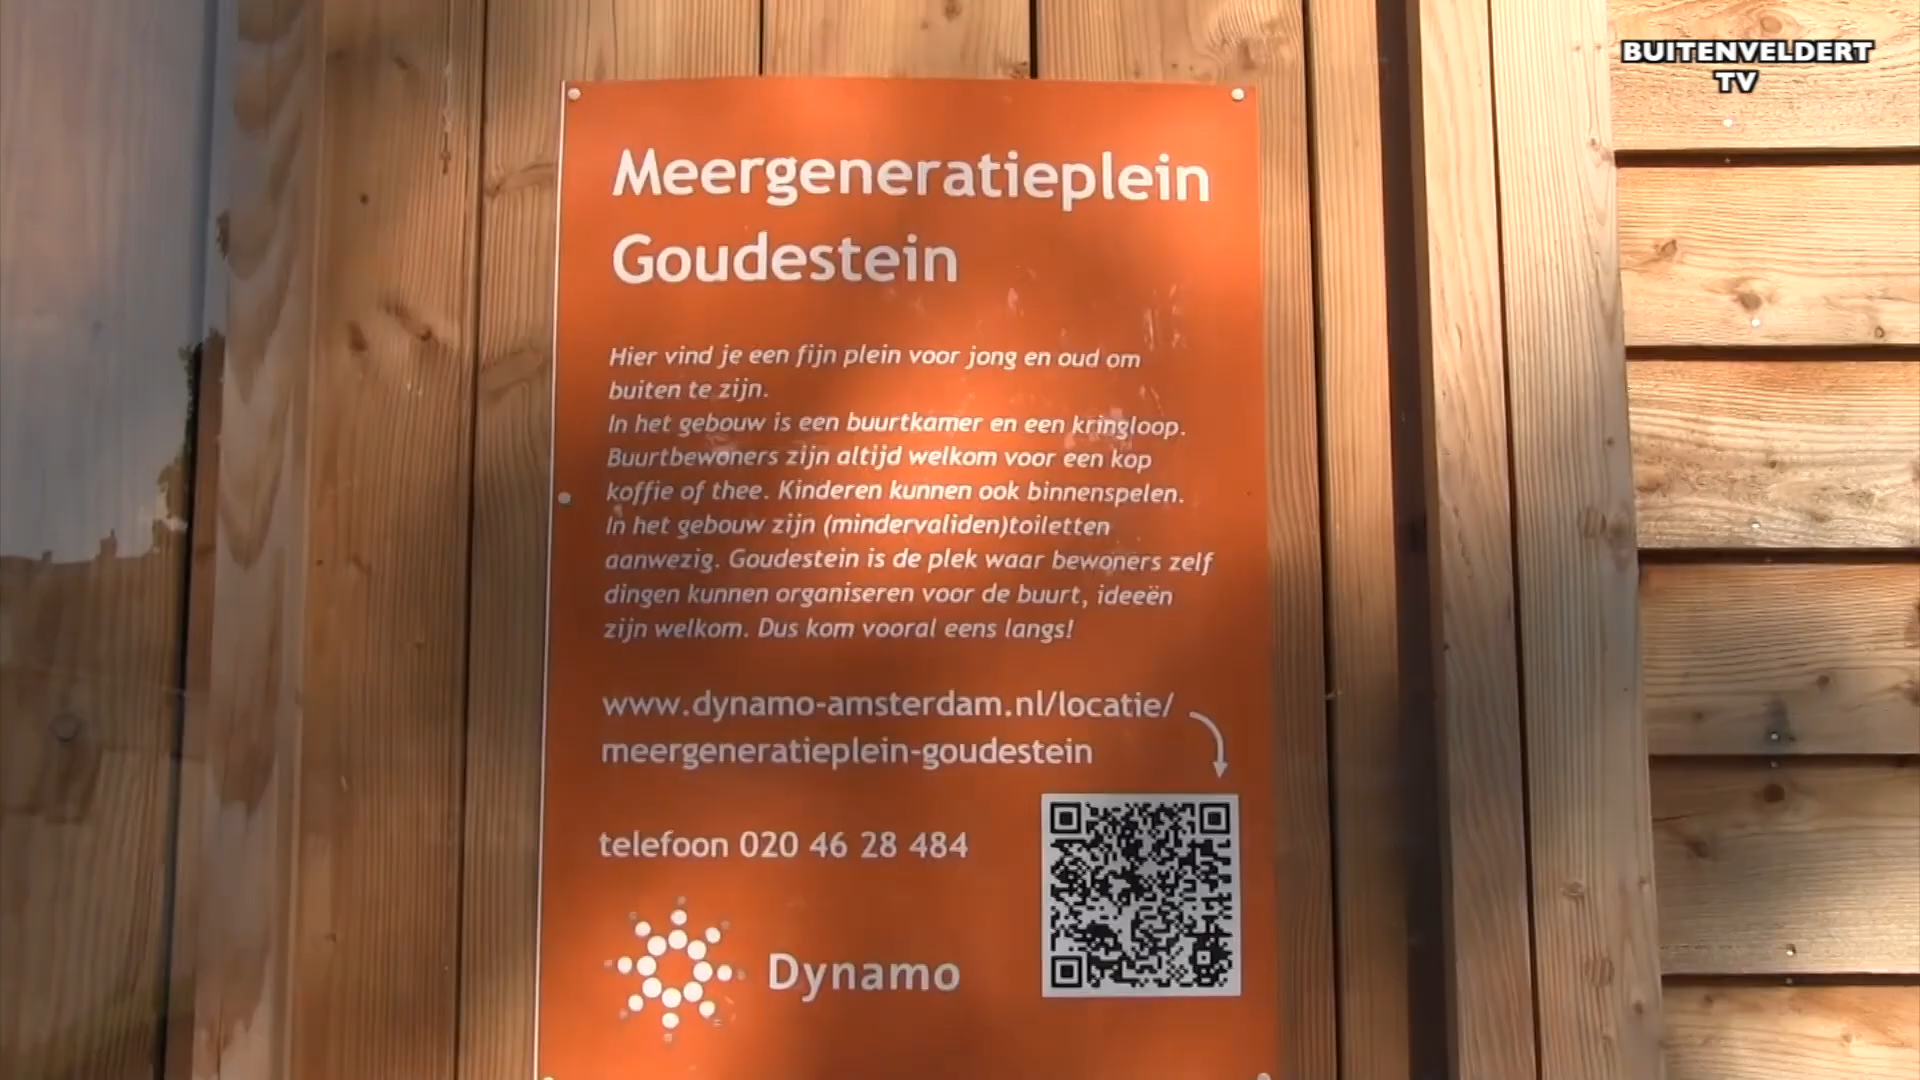 BUITENVELDERT
TV
Meergeneratieplein
Goudestein
Hier vind je een fijn plein voor jong en oud om
buiten te zijn.
In het gebouw is een buurtkamer en een kringloop.
Buurtbewoners zijn altijd welkom voor een kop
koffie of thee. Kinderen kunnen ook binnenspelen.
In het gebouw zijn (mindervaliden)toiletten
aanwezig. Goudestein is de plek waar bewoners zelf
dingen kunnen organiseren voor de buurt, ideeën
zijn welkom. Dus kom vooral eens langs!
www.dynamo-amsterdam.nl/locatie/
meergeneratieplein-goudestein
telefoon 020 46 28 484
Dynamo